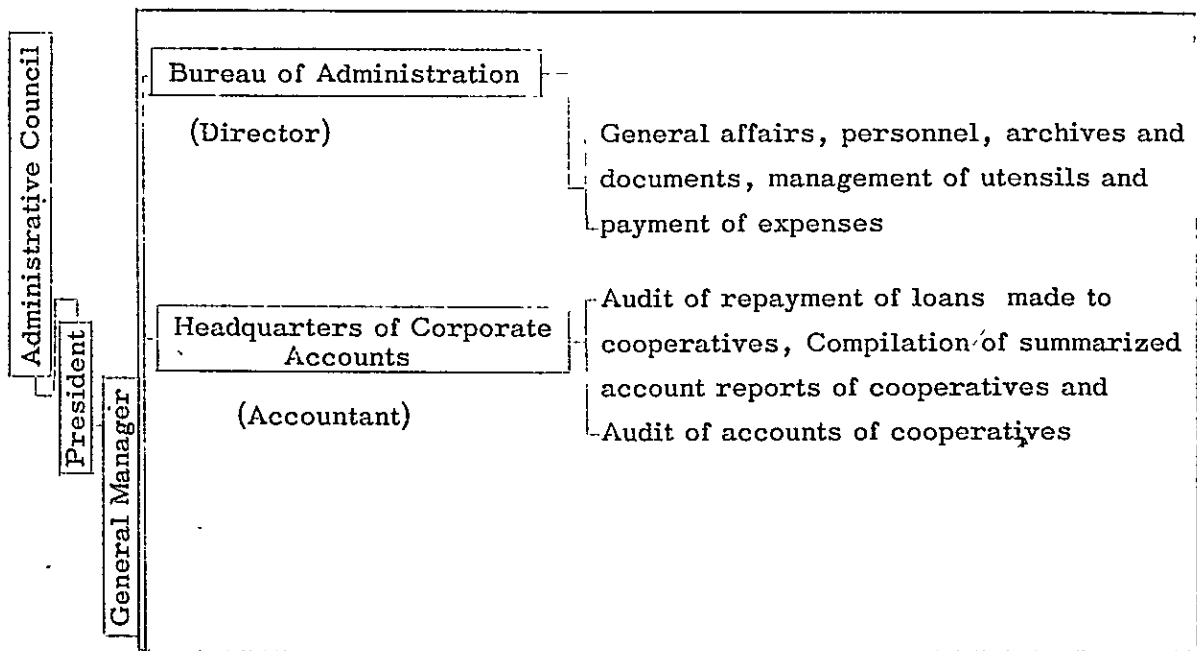 Administrative Council
President
General Manager
Bureau of Administration
(Director)
General affairs, personnel, archives and
documents, management of utensils and
payment of expenses
Headquarters of Corporate
Accounts
(Accountant)
Audit of repayment of loans made to
cooperatives, Compilation of summarized
account reports of cooperatives and
Audit of accounts of cooperatives